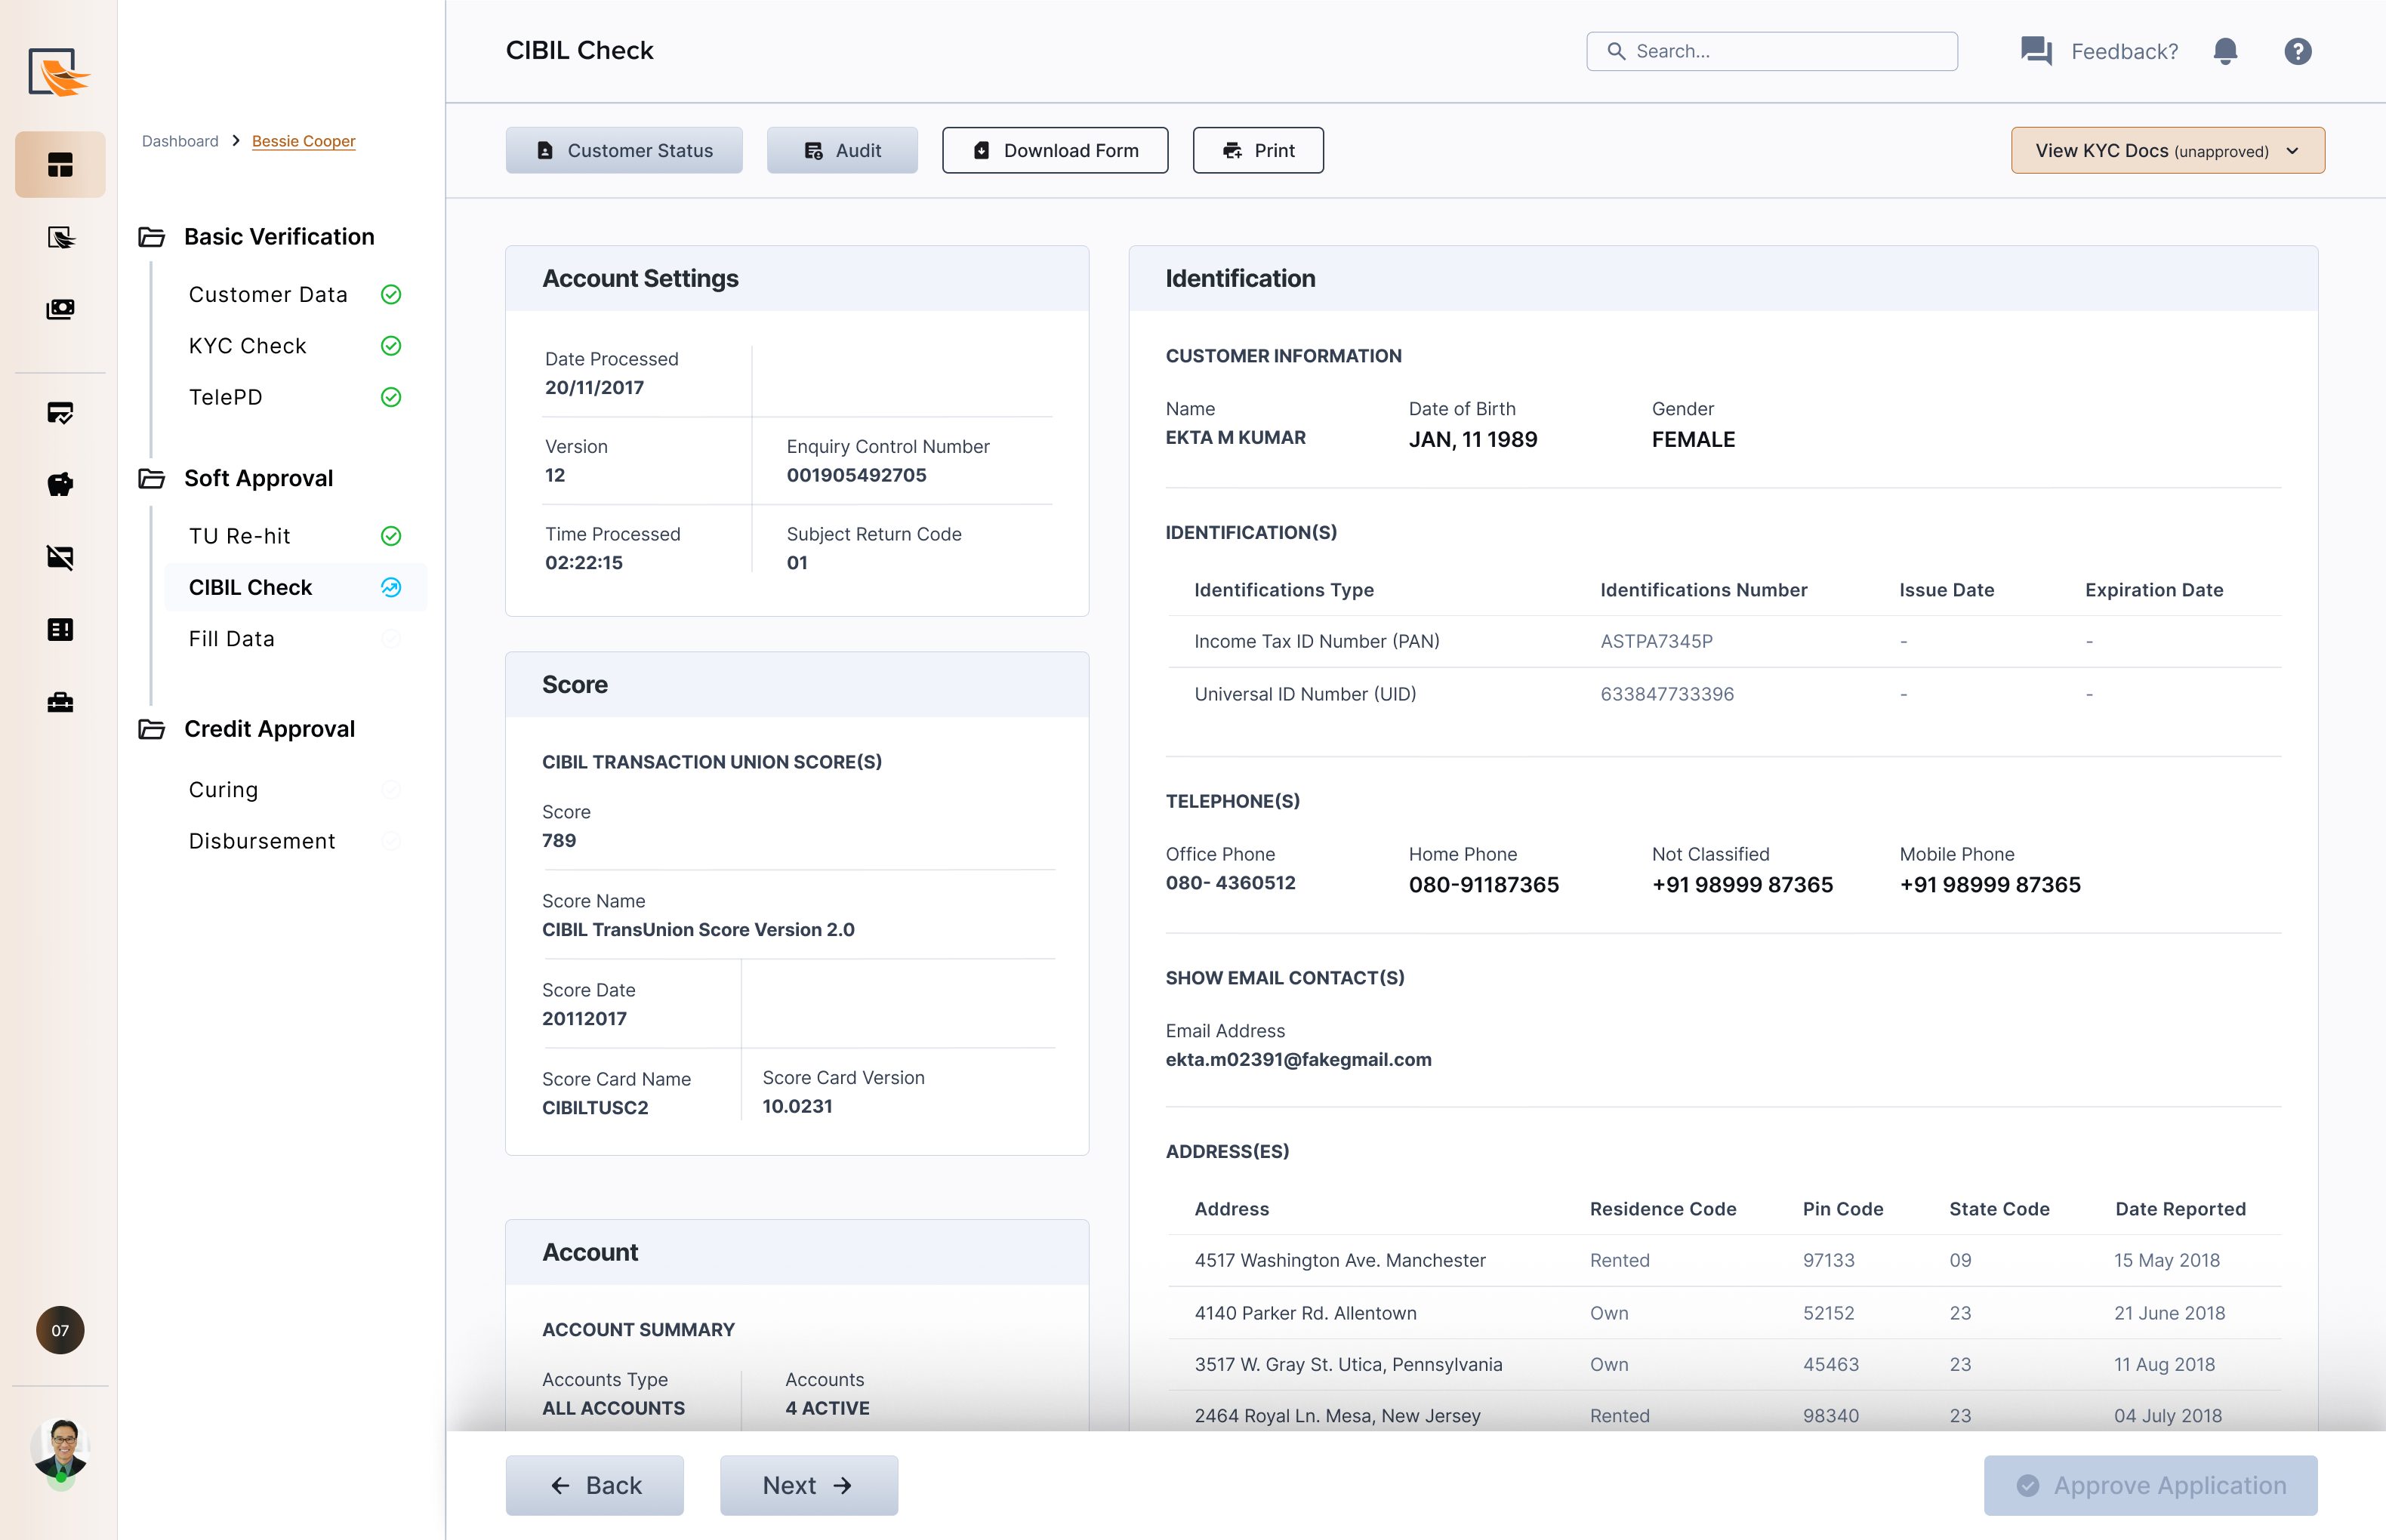 CIBIL Check
Search...
Feedback?
Dashboard
Bessie Cooper
Customer Status
Audit
Download Form
Print
View KYC Docs (unapproved)
Basic Verification
Customer Data
KYC Check
TelePD
Soft Approval
TU Re-hit
CIBIL Check
Fill Data
Credit Approval
Curing
Disbursement
07
Account Settings
Date Processed
20/11/2017
Version
12
Enquiry Control Number
001905492705
Time Processed
02:22:15
Subject Return Code
01
Score
CIBIL TRANSACTION UNION SCORE(S)
Score
789
Score Name
CIBIL TransUnion Score Version 2.0
Score Date
20112017
Score Card Name
CIBILTUSC2
Score Card Version
10.0231
Account
ACCOUNT SUMMARY
Accounts Type
ALL ACCOUNTS
Accounts
4 ACTIVE
Identification
CUSTOMER INFORMATION
Name
EKTA M KUMAR
Date of Birth
JAN, 11 1989
Gender
FEMALE
IDENTIFICATION(S)
Identifications Type Identifications Number Issue Date Expiration Date
Income Tax ID Number (PAN) ASTPA7345P - -
Universal ID Number (UID) 633847733396 - -
TELEPHONE(S)
Office Phone
080- 4360512
Home Phone
080-91187365
Not Classified
+91 98999 87365
Mobile Phone
+91 98999 87365
SHOW EMAIL CONTACT(S)
Email Address
ekta.m02391@fakegmail.com
ADDRESS(ES)
Address Residence Code Pin Code State Code Date Reported
4517 Washington Ave. Manchester Rented 97133 09 15 May 2018
4140 Parker Rd. Allentown Own 52152 23 21 June 2018
3517 W. Gray St. Utica, Pennsylvania Own 45463 23 11 Aug 2018
2464 Royal Ln. Mesa, New Jersey Rented 98340 23 04 July 2018
Back
Next
Approve Application